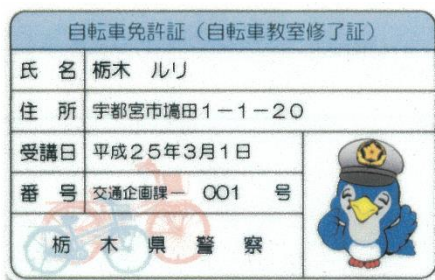 自転車免許証（自転車教室修了証）
氏 名 栃木 ルリ
住 所 宇都宮市塙田１－１－２０
受講日 平成２５年３月１日
番 号 交通企画課－ 001 号
栃 木 県 警 察